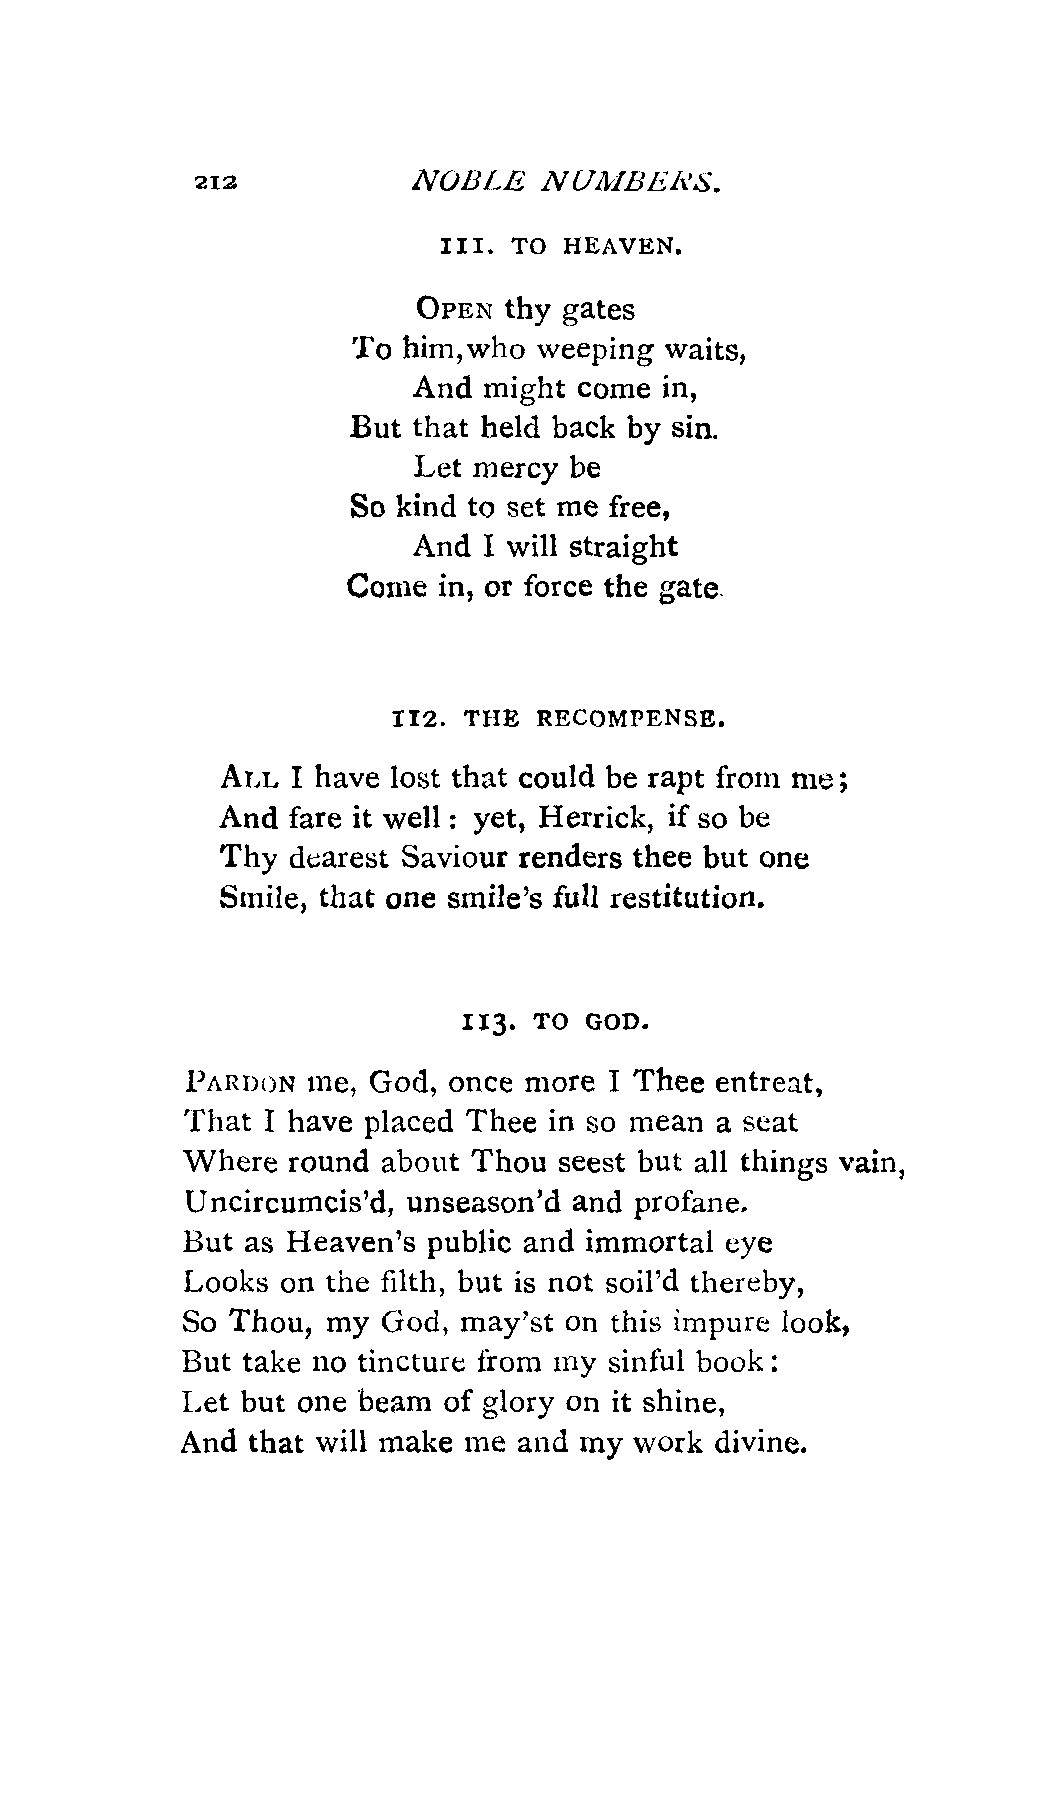 212 NOBLE NUMBERS.
111. TO HEAVEN.
OPEN thy gates
To him, who weeping waits,
And might come in,
But that held back by sin.
Let mercy be
So kind to set me free,
And I will straight
Come in, or force the gate.
112. THE RECOMPENSE.
ALL I have lost that could be rapt from me;
And fare it well : yet, Herrick, if so be
Thy dearest Saviour renders thee but one
Smile, that one smile's full restitution.
113. TO GOD.
PARDON me, God, once more I Thee entreat,
That I have placed Thee in so mean a seat
Where round about Thou seest but all things vain,
Uncircumcis'd, unseason'd and profane.
But as Heaven's public and immortal eye
Looks on the filth, but is not soil'd thereby,
So Thou, my God, may'st on this impure look,
But take no tincture from my sinful book :
Let but one beam of glory on it shine,
And that will make me and my work divine.